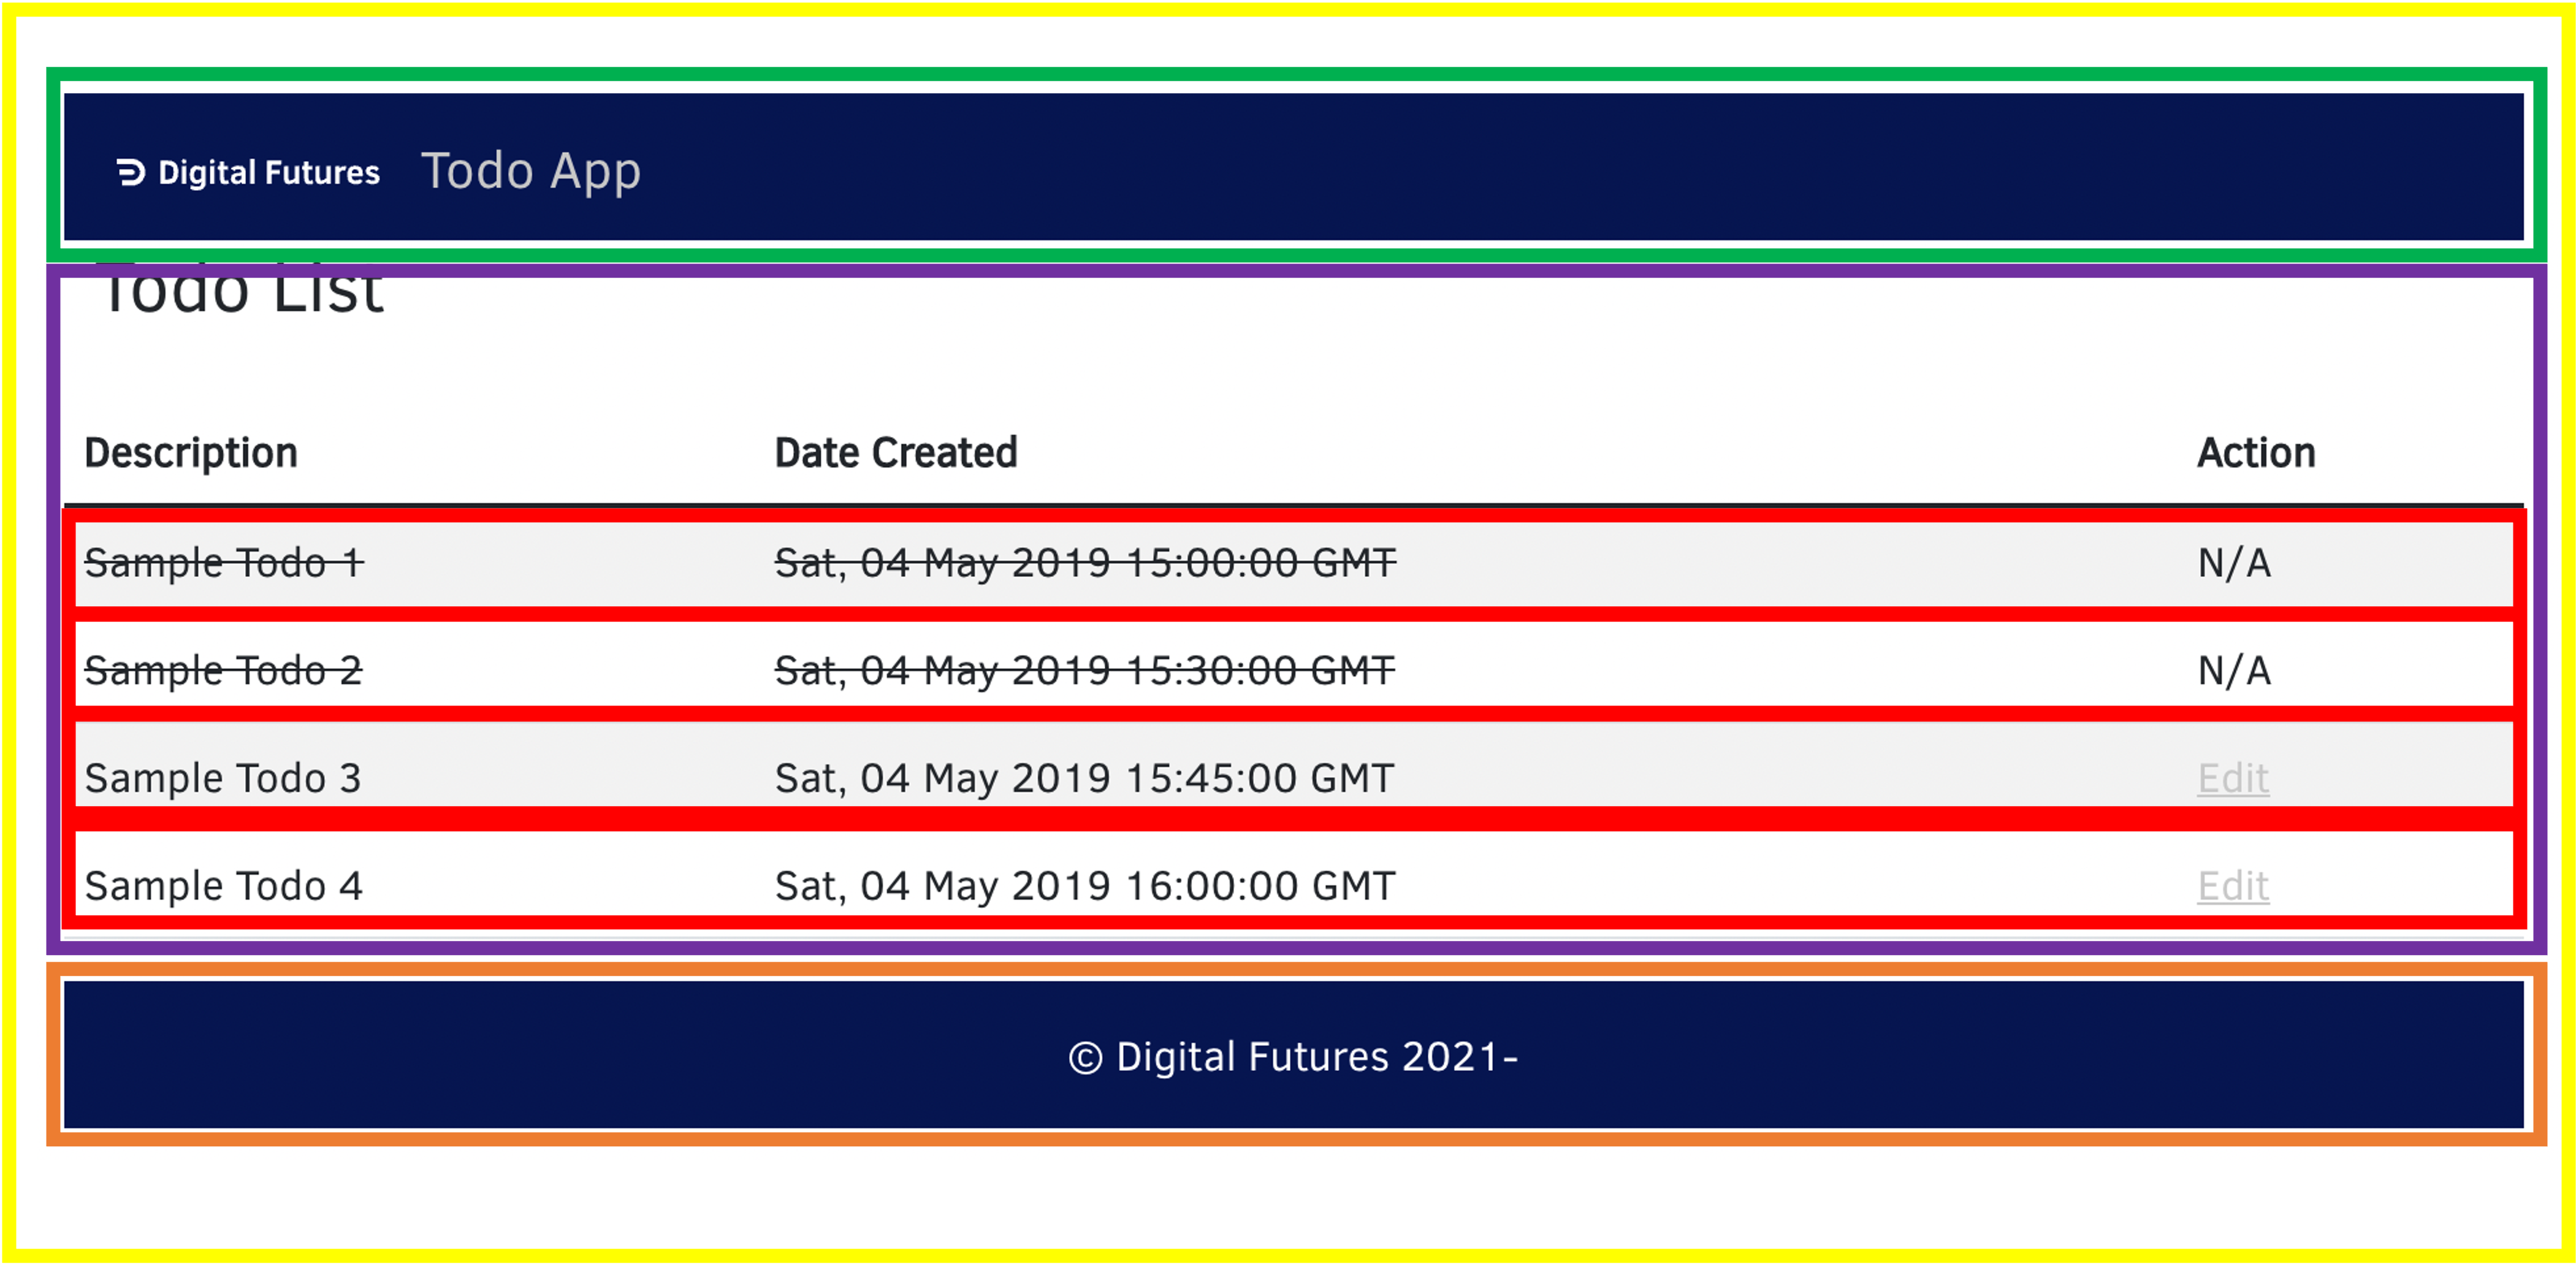 Digital Futures Todo App
Todo List
Description Date Created Action
Sample Todo 1 Sat, 04 May 2019 15:00:00 GMT N/A
Sample Todo 2 Sat, 04 May 2019 15:30:00 GMT N/A
Sample Todo 3 Sat, 04 May 2019 15:45:00 GMT Edit
Sample Todo 4 Sat, 04 May 2019 16:00:00 GMT Edit
© Digital Futures 2021-